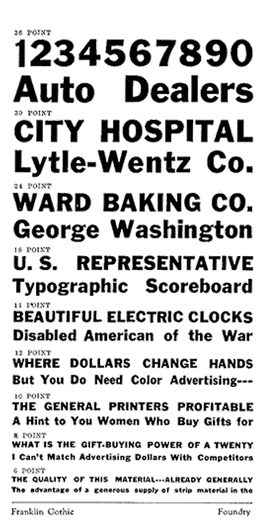 36 POINT
1234567890
Auto Dealers
30 POINT
CITY HOSPITAL
Lytle-Wentz Co.
24 POINT
WARD BAKING CO.
George Washington
18 POINT
U. S. REPRESENTATIVE
Typographic Scoreboard
14 POINT
BEAUTIFUL ELECTRIC CLOCKS
Disabled American of the War
12 POINT
WHERE DOLLARS CHANGE HANDS
But You Do Need Color Advertising---
10 POINT
THE GENERAL PRINTERS PROFITABLE
A Hint to You Women Who Buy Gifts for
8 POINT
WHAT IS THE GIFT-BUYING POWER OF A TWENTY
I Can't Match Advertising Dollars With Competitors
6 POINT
THE QUALITY OF THIS MATERIAL---ALREADY GENERALLY
The advantage of a generous supply of strip material in the
Franklin Gothic Foundry